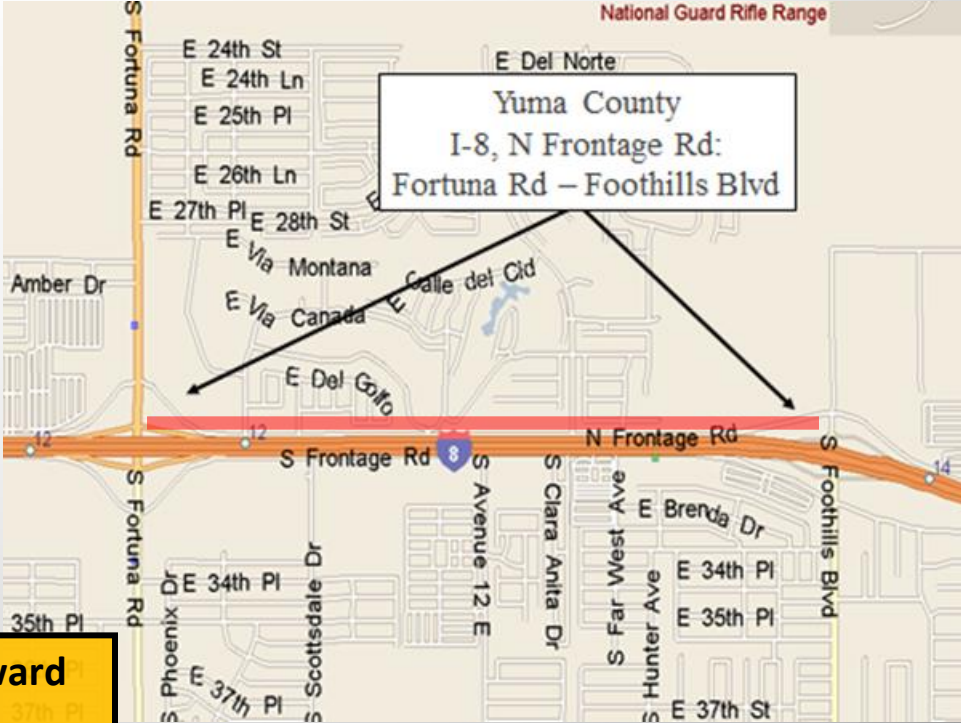 National Guard Rifle Range
S Fortuna Rd
E 24th St
E 24th Ln
E 25th Pl
E 26th Ln
E 27th Pl
E 28th St
E Del Norte
Yuma County
I-8, N Frontage Rd:
Fortuna Rd – Foothills Blvd
E
E Via Montana
Amber Dr
E Calle del Cid
E Via Canada
E Del Golfo
12
12
N Frontage Rd
S Frontage Rd
8
14
S Fortuna Rd
S Avenue 12 E
S Clara Anita Dr
S Far West Ave
E Brenda Dr
S Foothills Blvd
E 34th Pl
E 34th Pl
35th Pl
E 35th Pl
S Phoenix Dr
S Scottsdale Dr
S Hunter Ave
E 37th Pl
E 37th St
ward
37th Pl